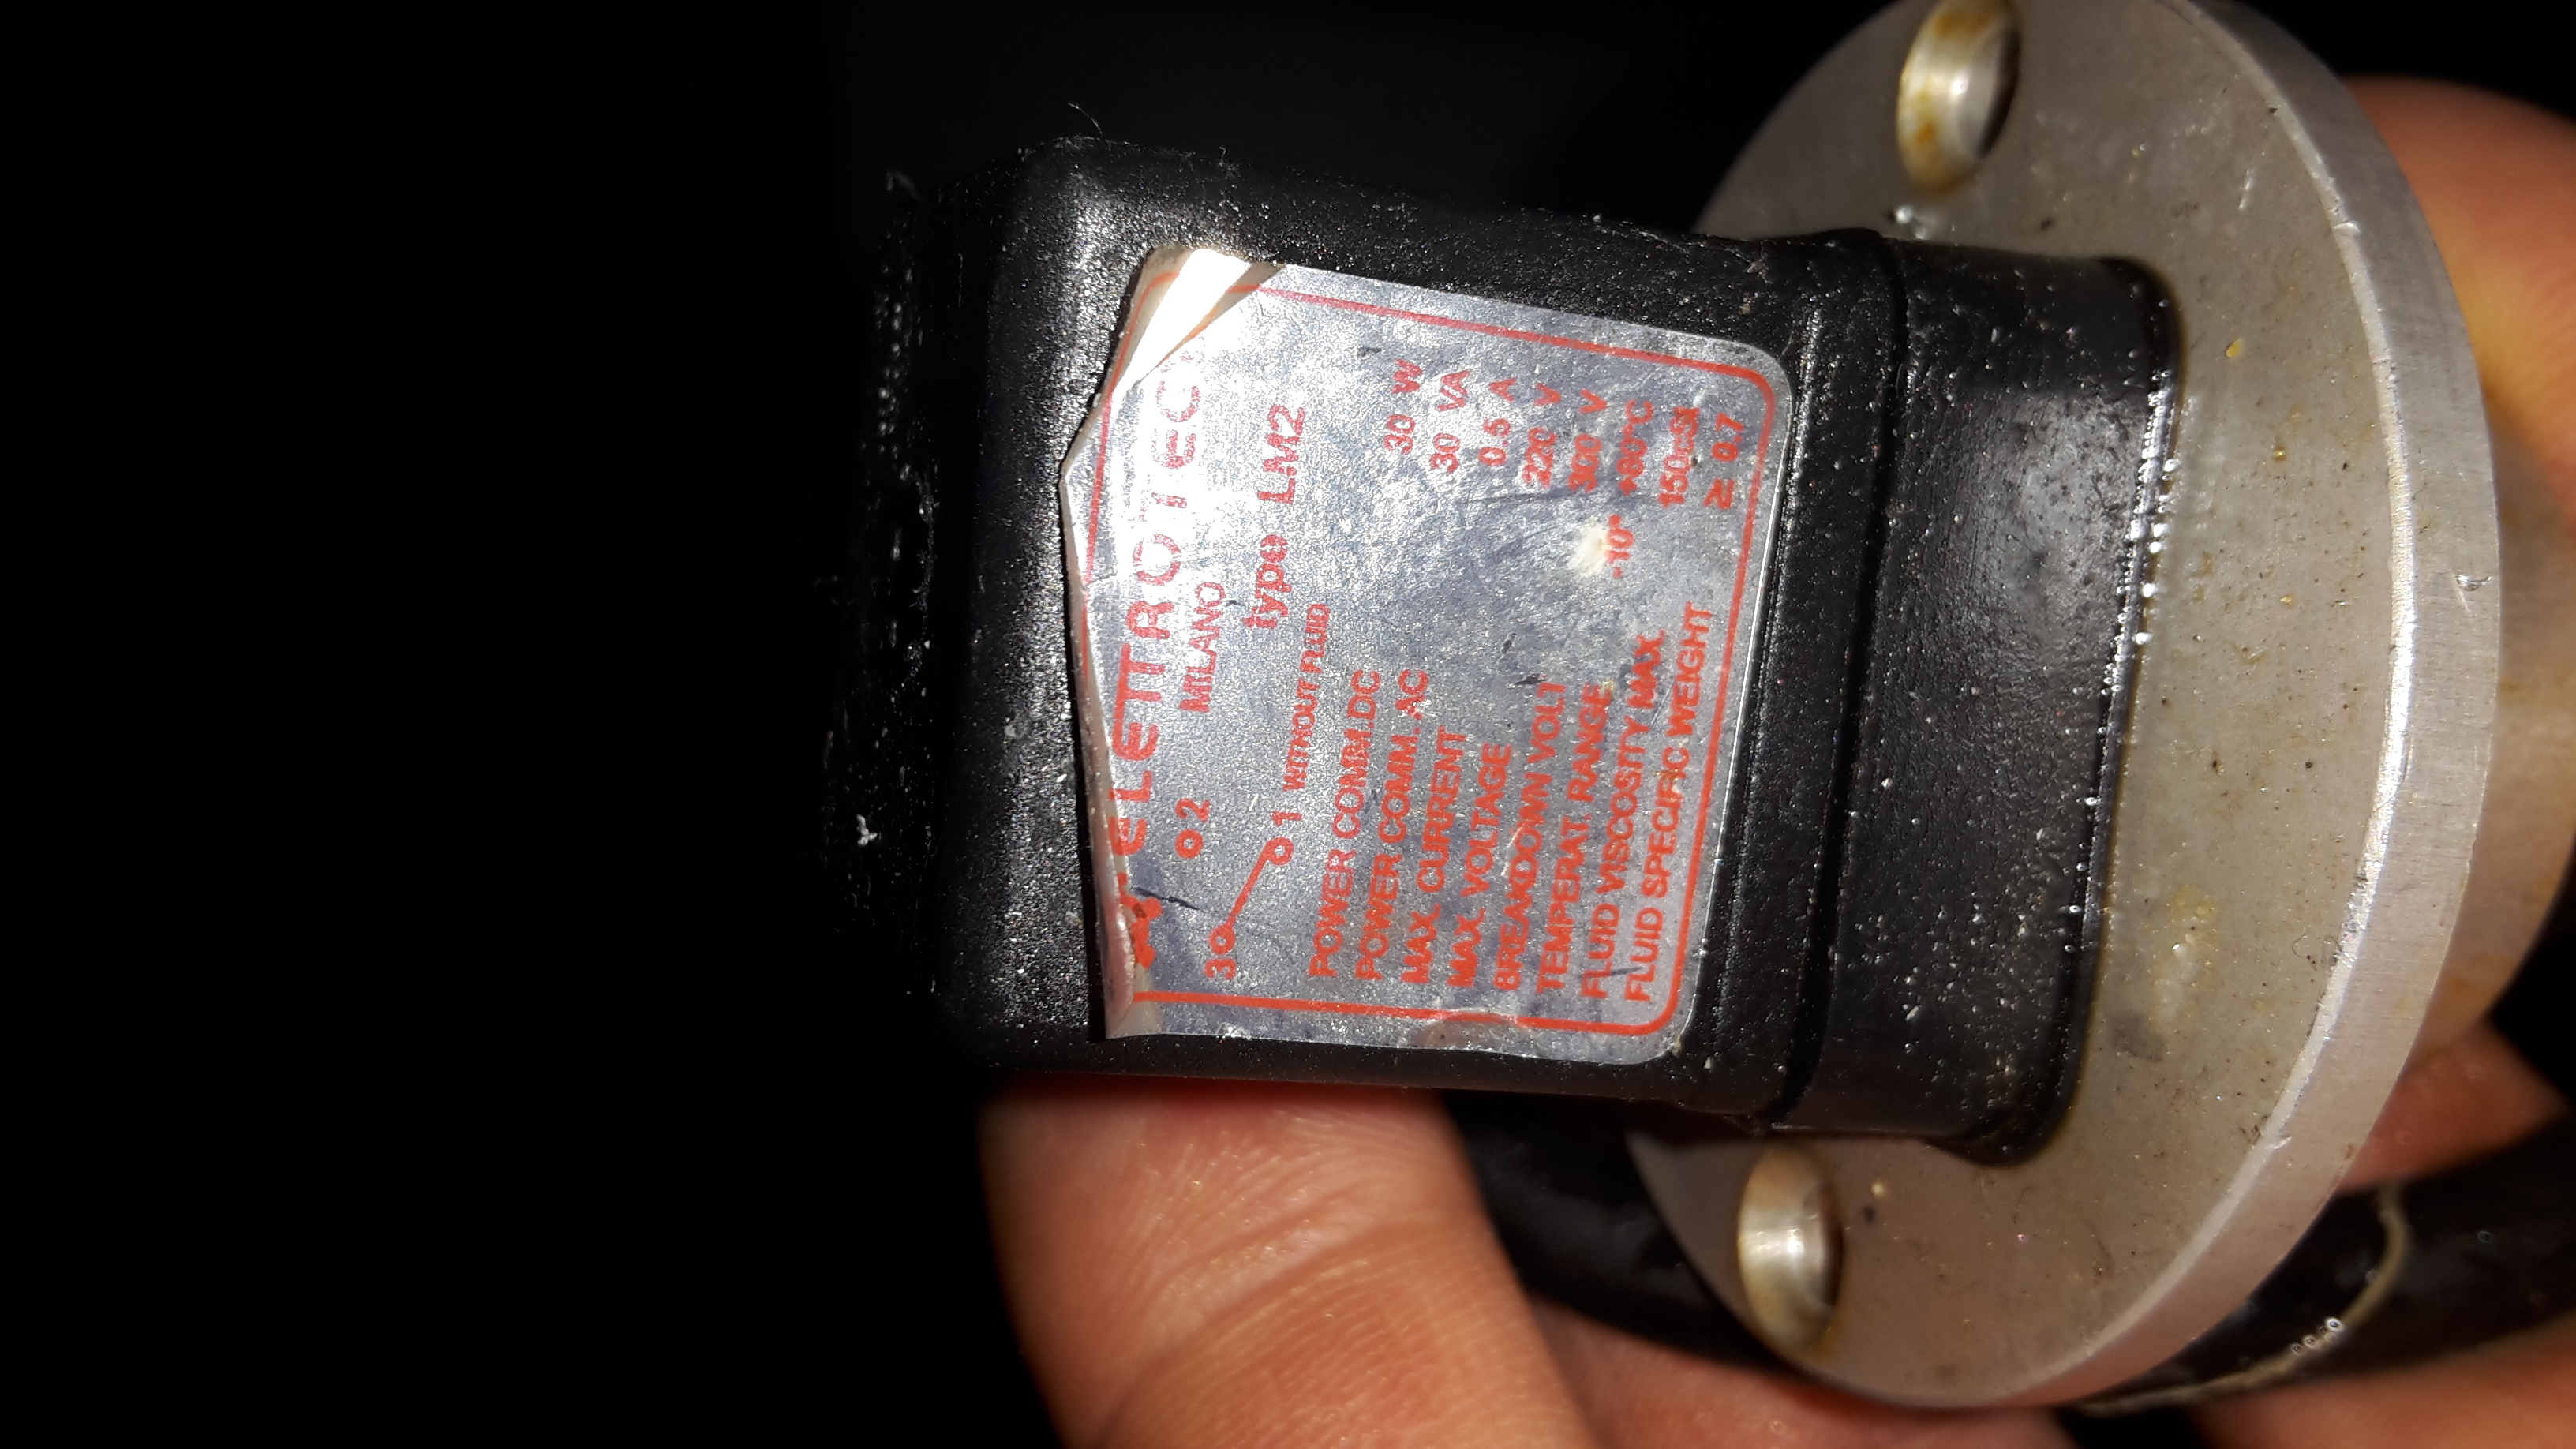 ELETTROTEC
MILANO
2
3 1 WITHOUT FLUID
type LM2
POWER COMM.DC 30 W
POWER COMM. AC 30 VA
MAX. CURRENT 0.5 A
MAX. VOLTAGE 220 V
BREAKDOWN VOLT 300 V
TEMPERAT. RANGE -10° +80°C
FLUID VISCOSITY MAX. 150cSt
FLUID SPECIFIC WEIGHT ≥ 0.7